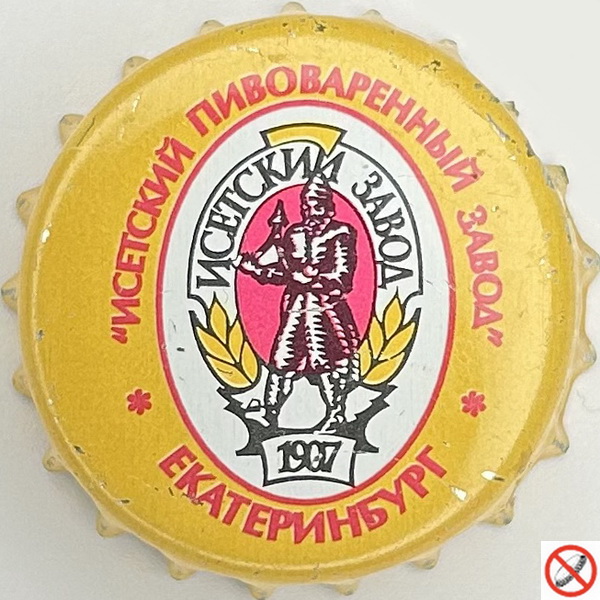 "ИСЕТСКИЙ ПИВОВАРЕННЫЙ ЗАВОД"
ИСЕТСКИЙ ЗАВОД
1907
* ЕКАТЕРИНБУРГ *